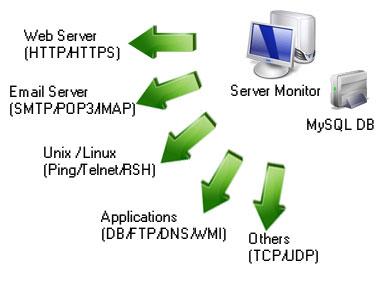 Web Server
(HTTP/HTTPS)
Server Monitor
Email Server
(SMTP/POP3/IMAP)
MySQL DB
Unix / Linux
(Ping/Telnet/RSH)
Applications
(DB/FTP/DNS/WMI)
Others
(TCP/UDP)